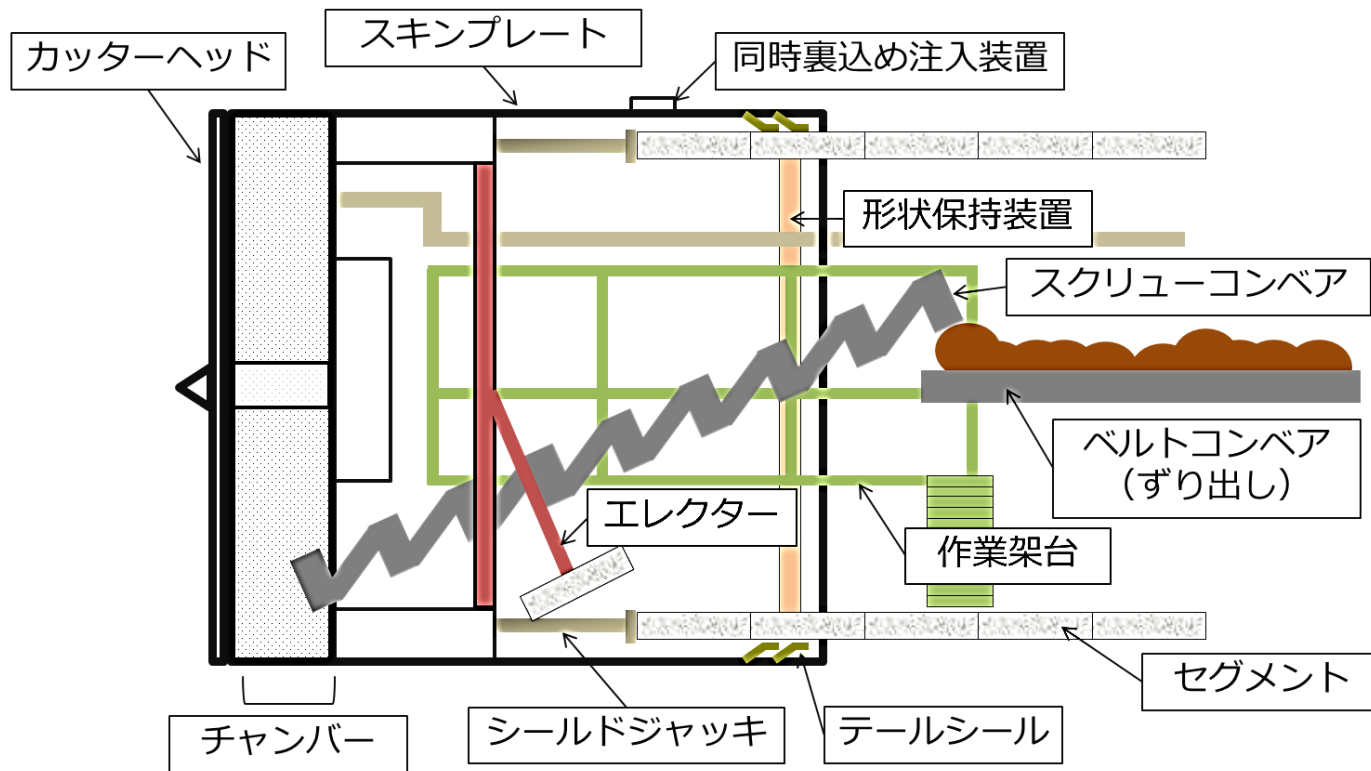 スキンプレート
カッターヘッド
同時裏込め注入装置
形状保持装置
スクリューコンベア
ベルトコンベア
（ずり出し）
エレクター
作業架台
セグメント
シールドジャッキ
テールシール
チャンバー